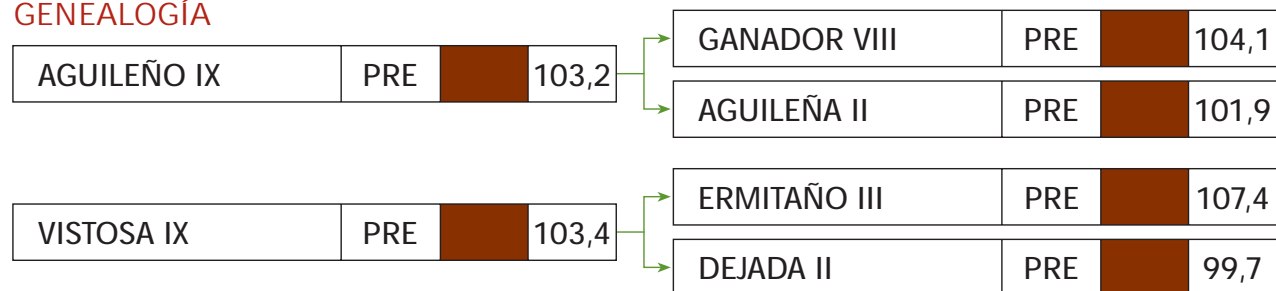 GENEALOGÍA
AGUILEÑO IX PRE 103,2
GANADOR VIII PRE 104,1
AGUILEÑA II PRE 101,9
VISTOSA IX PRE 103,4
ERMITAÑO III PRE 107,4
DEJADA II PRE 99,7